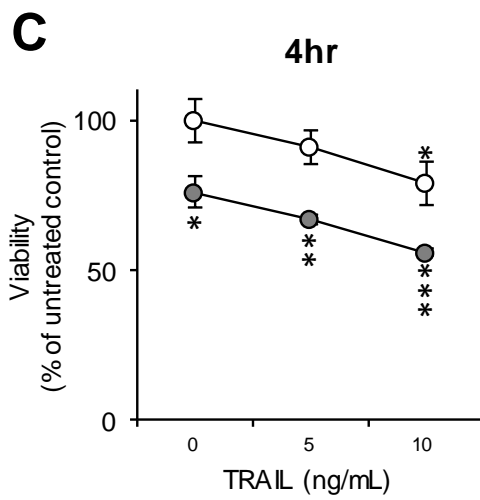 C
4hr
Viability
(% of untreated control)
100
50
0
*
*
*
*
*
*
*
0 5 10
TRAIL (ng/mL)